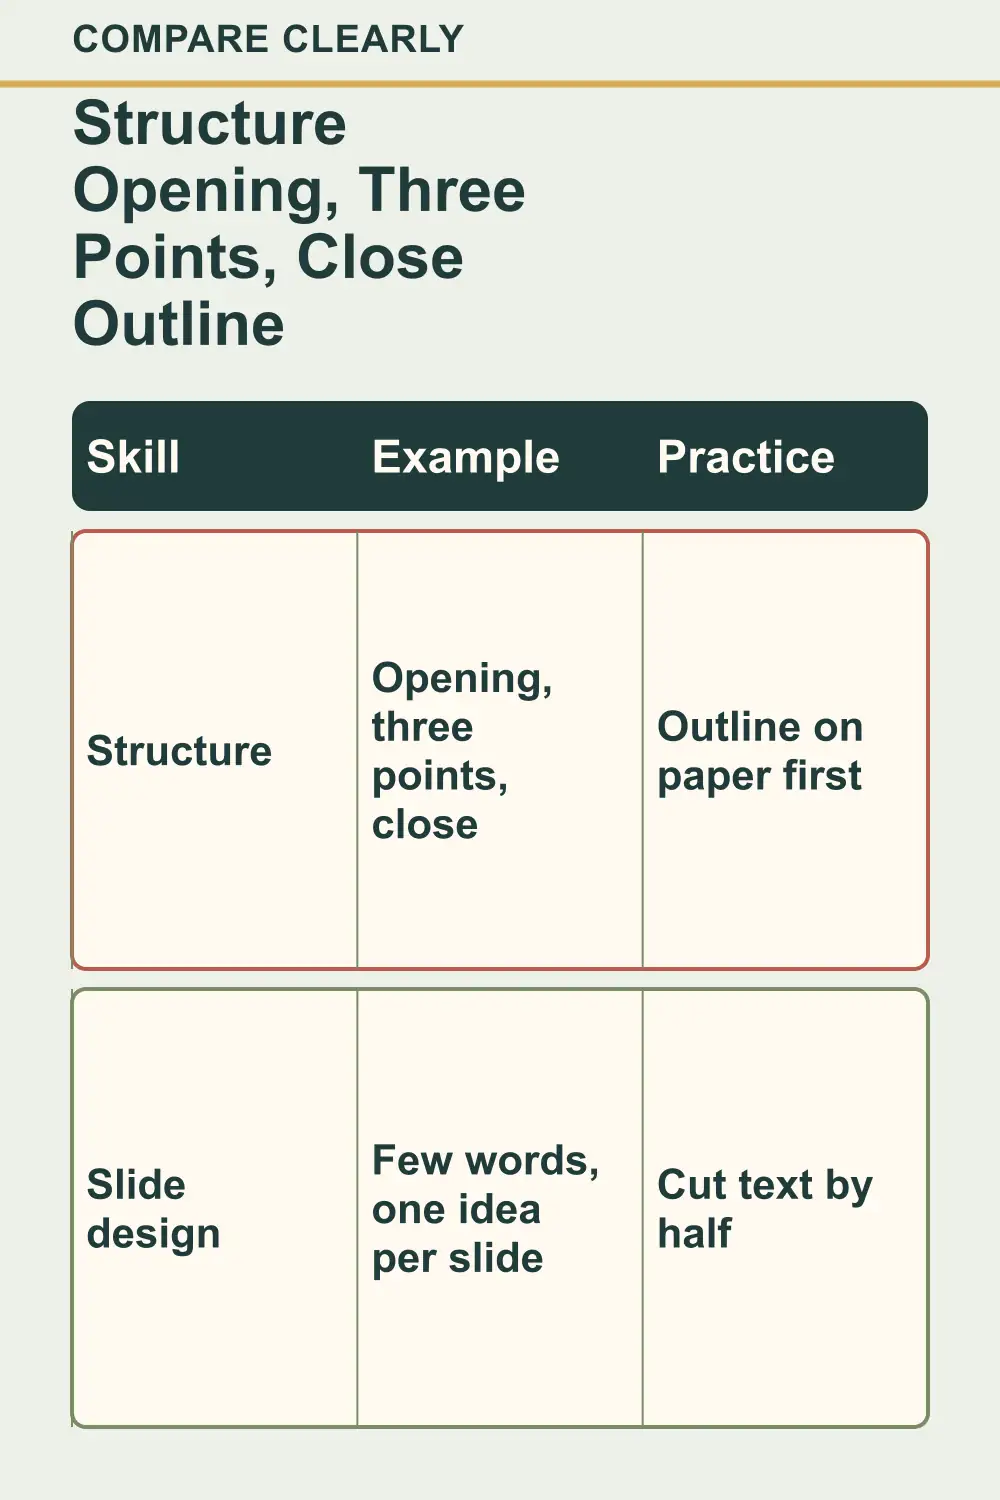 COMPARE CLEARLY
Structure
Opening, Three
Points, Close
Outline
Skill Example Practice
Structure
Opening,
three
points,
close
Outline on
paper first
Slide
design
Few words,
one idea
per slide
Cut text by
half